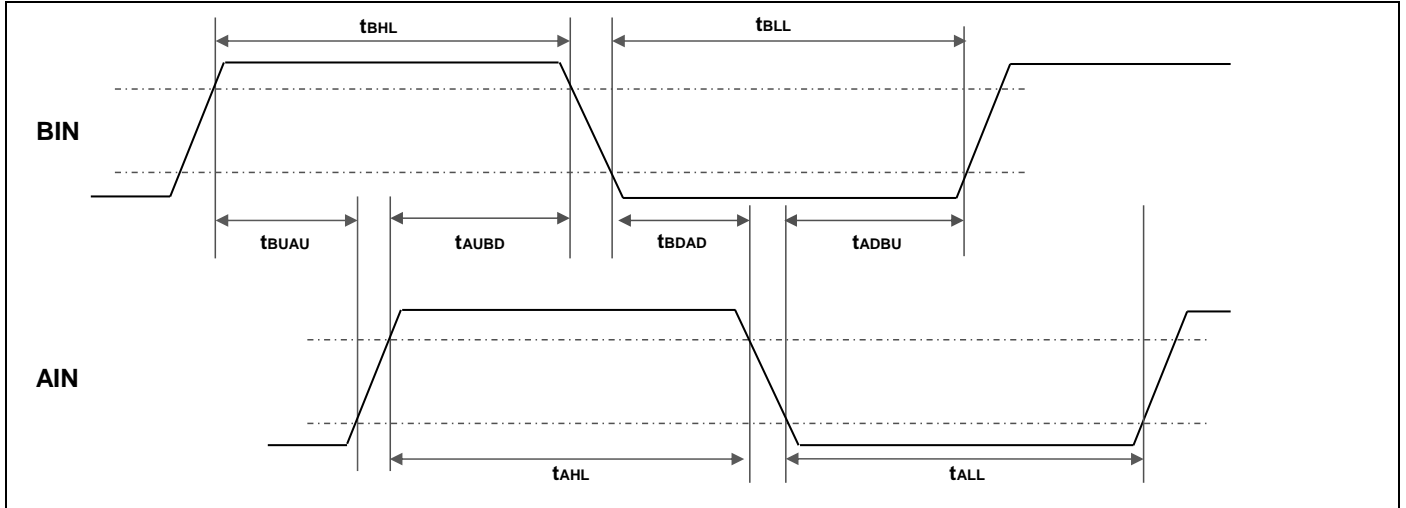 tBHL
tBLL
BIN
tBUAU
tAUBD
tBDAD
tADBU
AIN
tAHL
tALL